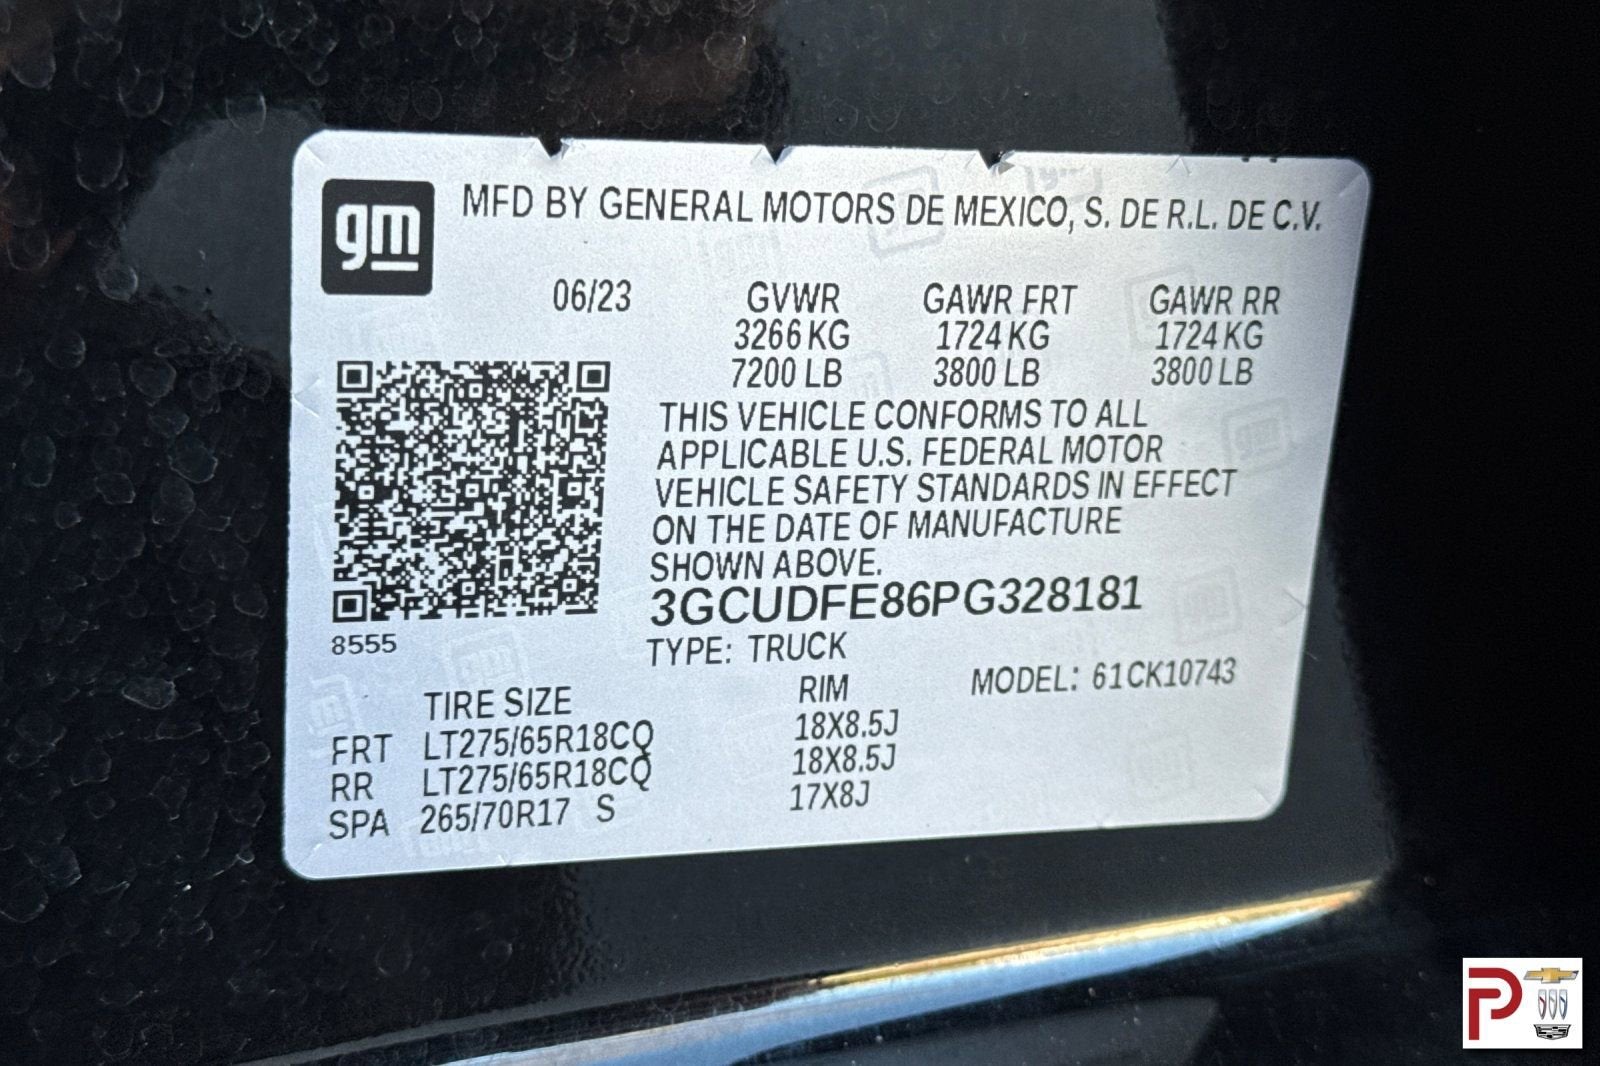 gm MFD BY GENERAL MOTORS DE MEXICO, S. DE R.L. DE C.V.
06/23 GVWR GAWR FRT GAWR RR
3266 KG 1724 KG 1724 KG
7200 LB 3800 LB 3800 LB
THIS VEHICLE CONFORMS TO ALL
APPLICABLE U.S. FEDERAL MOTOR
VEHICLE SAFETY STANDARDS IN EFFECT
ON THE DATE OF MANUFACTURE
SHOWN ABOVE.
3GCUDFE86PG328181
8555
TYPE: TRUCK
MODEL: 61CK10743
TIRE SIZE RIM
FRT LT275/65R18CQ 18X8.5J
RR LT275/65R18CQ 18X8.5J
SPA 265/70R17 S 17X8J
P